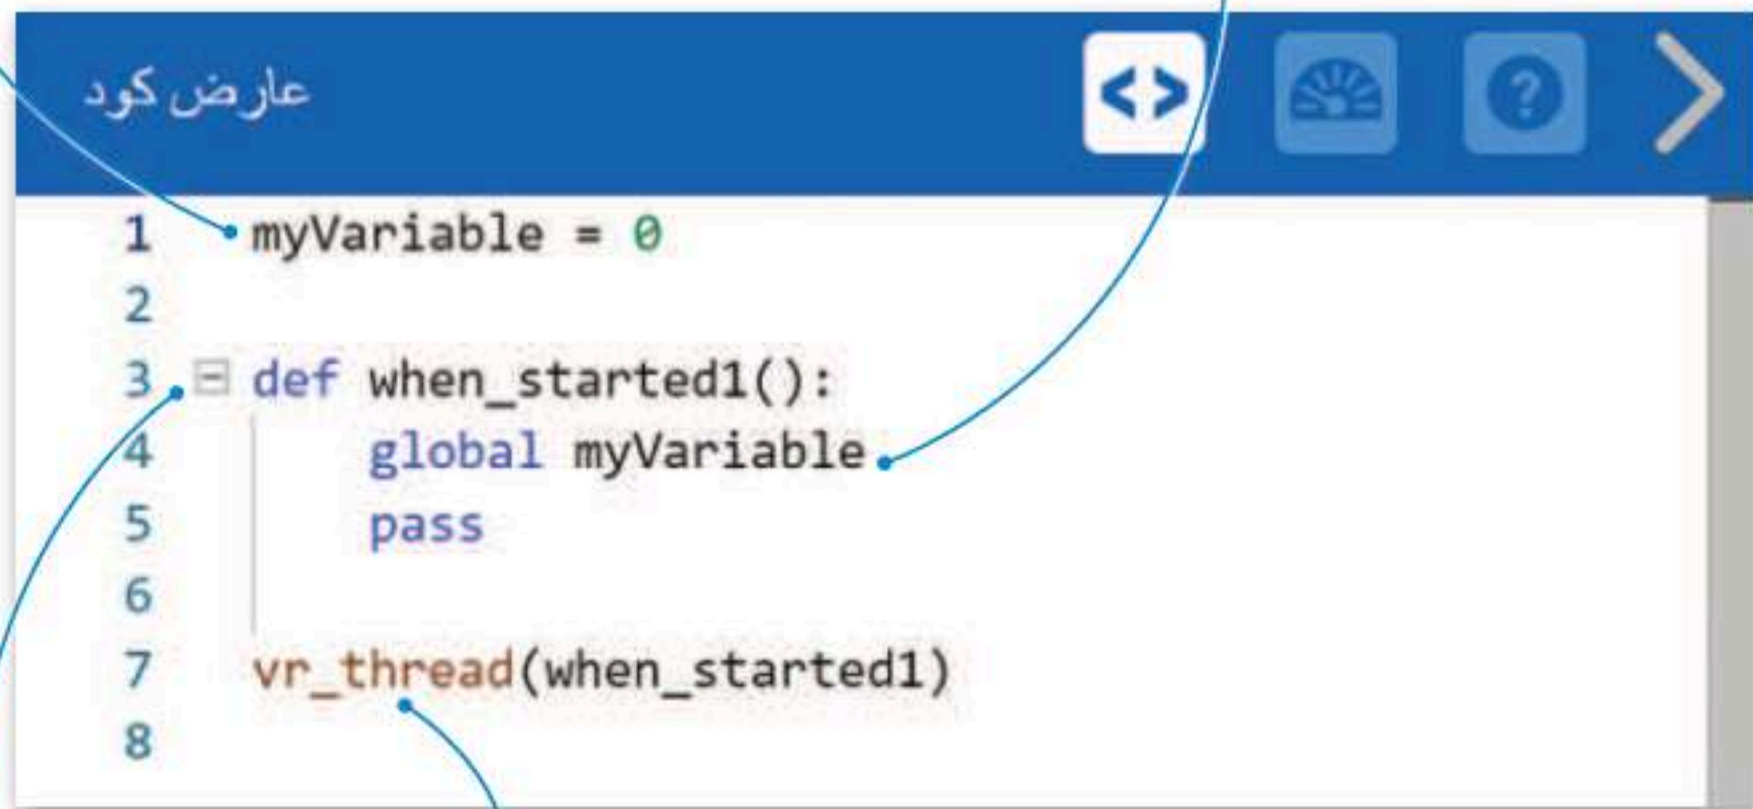 عارض كود
<>
?
1 myVariable = 0
2
3 def when_started1():
4 global myVariable
5 pass
6
7 vr_thread(when_started1)
8